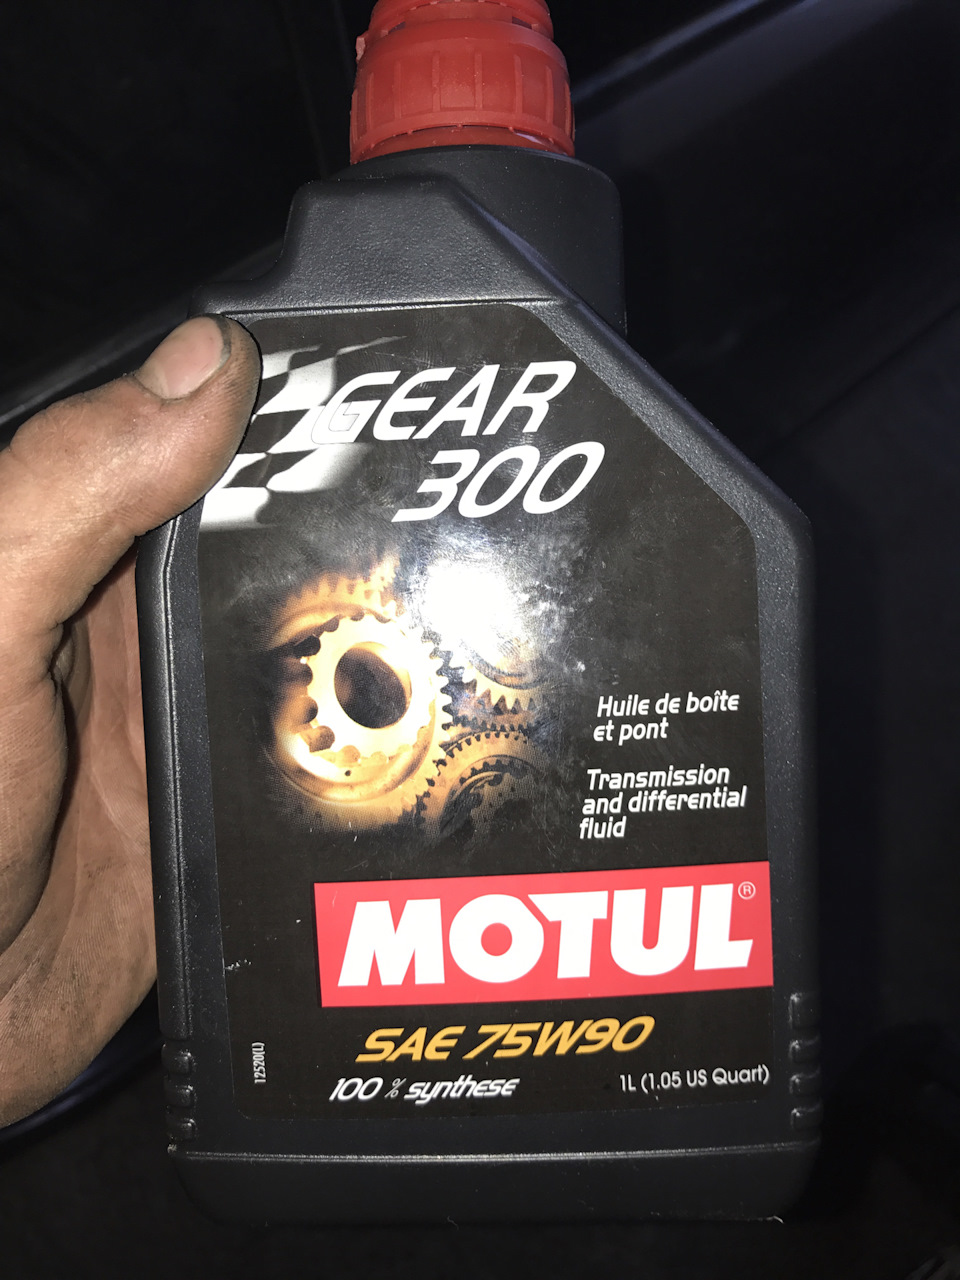 GEAR
300
Huile de boîte
et pont
Transmission
and differential
fluid
MOTUL®
SAE 75W90
100 % synthese
1L (1.05 US Quart)
12520(L)